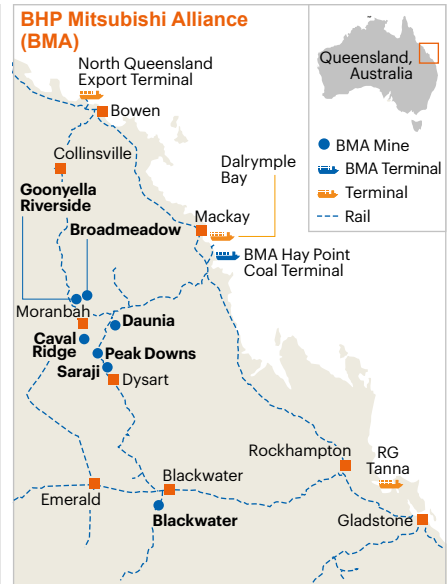 BHP Mitsubishi Alliance
(BMA)
North Queensland
Export Terminal
Bowen
Queensland,
Australia
BMA Mine
BMA Terminal
Terminal
Rail
Collinsville
Goonyella
Riverside
Dalrymple
Bay
Broadmeadow
Mackay
BMA Hay Point
Coal Terminal
Moranbah
Daunia
Caval
Ridge
Peak Downs
Saraji
Dysart
Rockhampton
RG
Tanna
Blackwater
Emerald
Blackwater
Gladstone